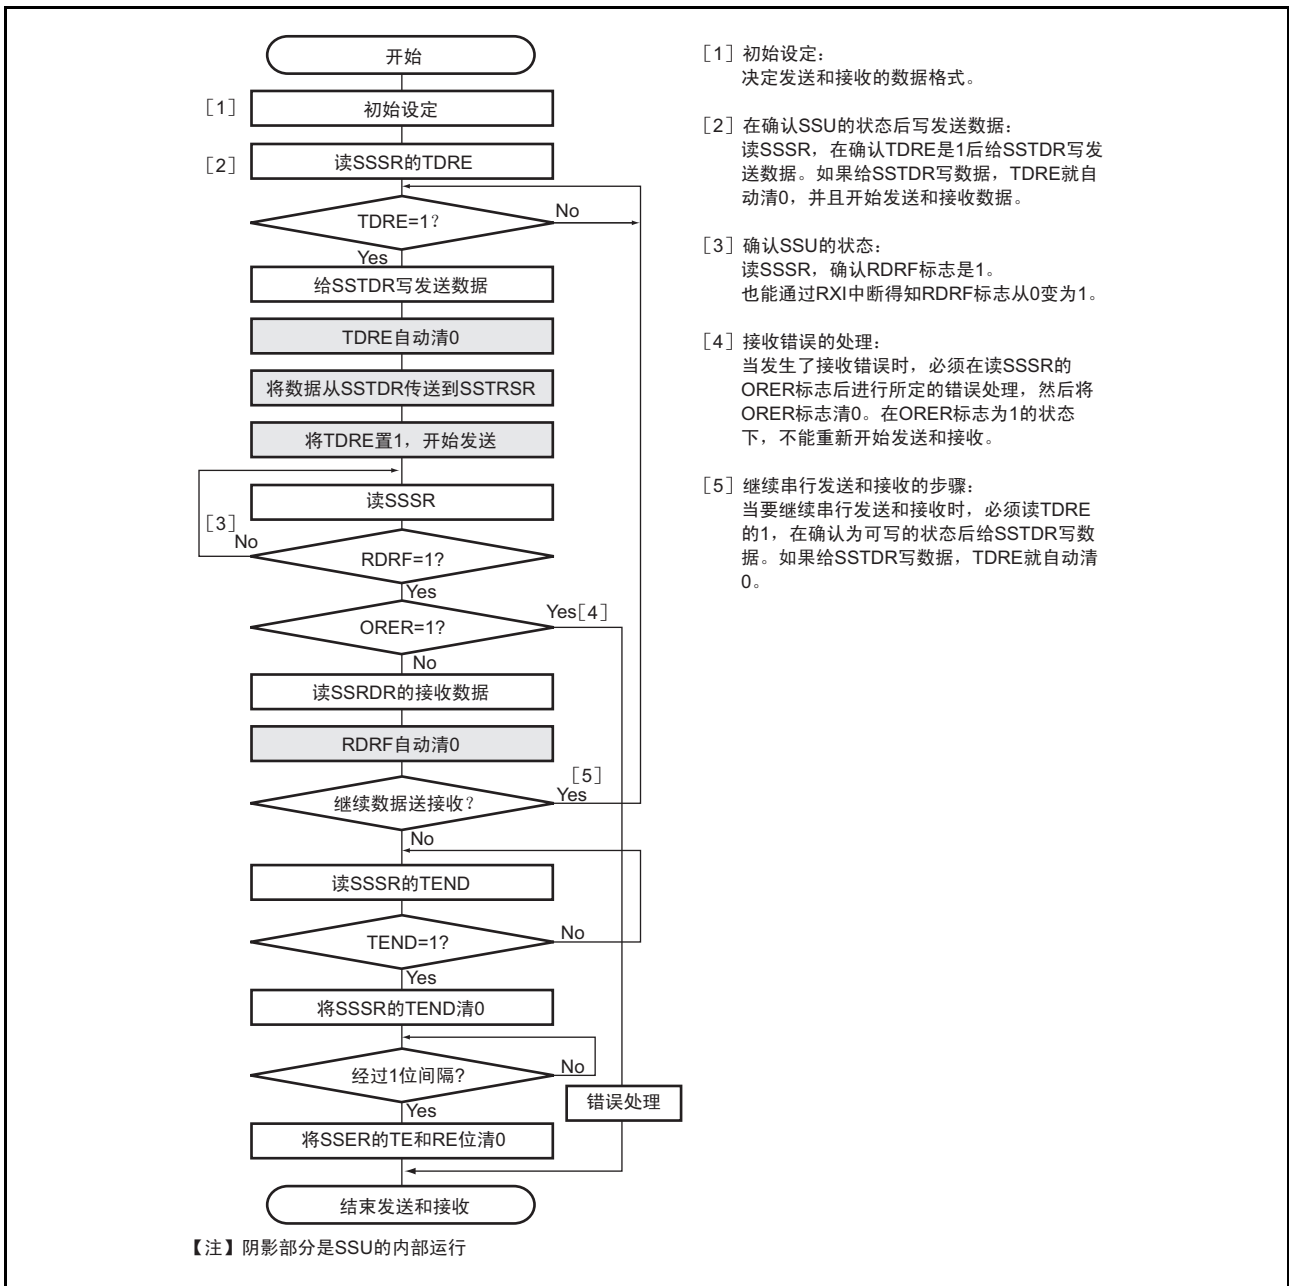 开始
[1]
初始设定
[2]
读SSSR的TDRE
TDRE=1?
No
Yes
给SSTDR写发送数据
TDRE自动清0
将数据从SSTDR传送到SSTRSR
将TDRE置1，开始发送
读SSSR
[3]
No
RDRF=1?
Yes
ORER=1?
Yes[4]
No
读SSRDR的接收数据
RDRF自动清0
[5]
继续数据送接收？
Yes
No
读SSSR的TEND
TEND=1?
No
Yes
将SSSR的TEND清0
经过1位间隔?
No
Yes
错误处理
将SSER的TE和RE位清0
结束发送和接收
【注】阴影部分是SSU的内部运行
[1] 初始设定：
决定发送和接收的数据格式。
[2] 在确认SSU的状态后写发送数据：
读SSSR，在确认TDRE是1后给SSTDR写发
送数据。如果给SSTDR写数据，TDRE就自
动清0，并且开始发送和接收数据。
[3] 确认SSU的状态：
读SSSR，确认RDRF标志是1。
也能通过RXI中断得知RDRF标志从0变为1。
[4] 接收错误的处理：
当发生了接收错误时，必须在读SSSR的
ORER标志后进行所定的错误处理，然后将
ORER标志清0。在ORER标志为1的状态
下，不能重新开始发送和接收。
[5] 继续串行发送和接收的步骤：
当要继续串行发送和接收时，必须读TDRE
的1，在确认为可写的状态后给SSTDR写数
据。如果给SSTDR写数据，TDRE就自动清
0。